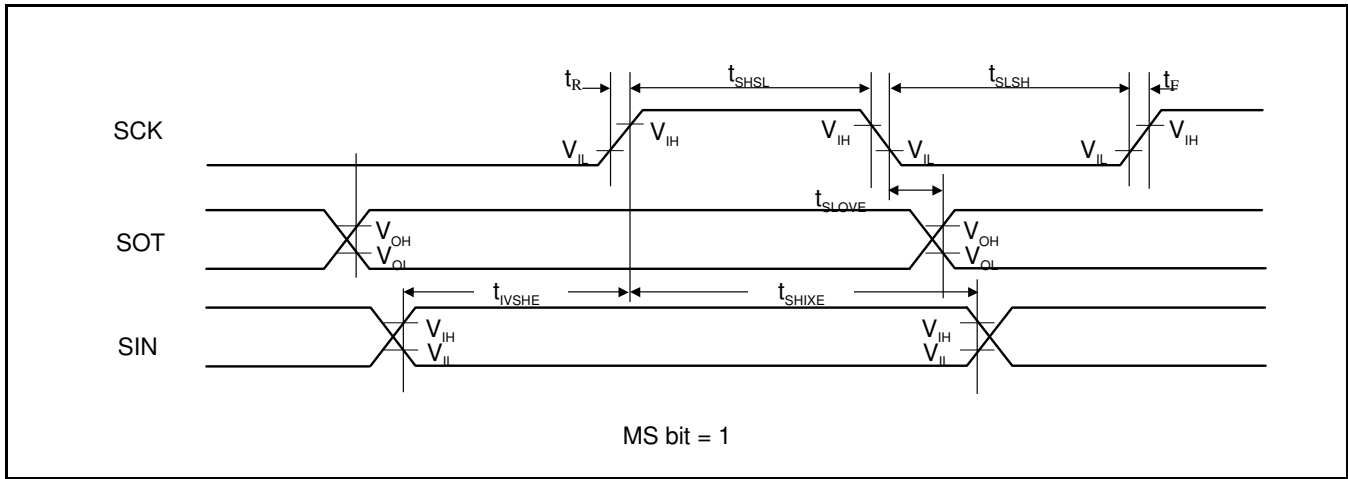 tR tSHSL tSLSH tF
SCK VIL VIH VIH VIL VIL VIH
tSLOVE
SOT VOH VOL VOH VOL
tIVSHE tSHIXE
SIN VIH VIL VIH VIL
MS bit = 1